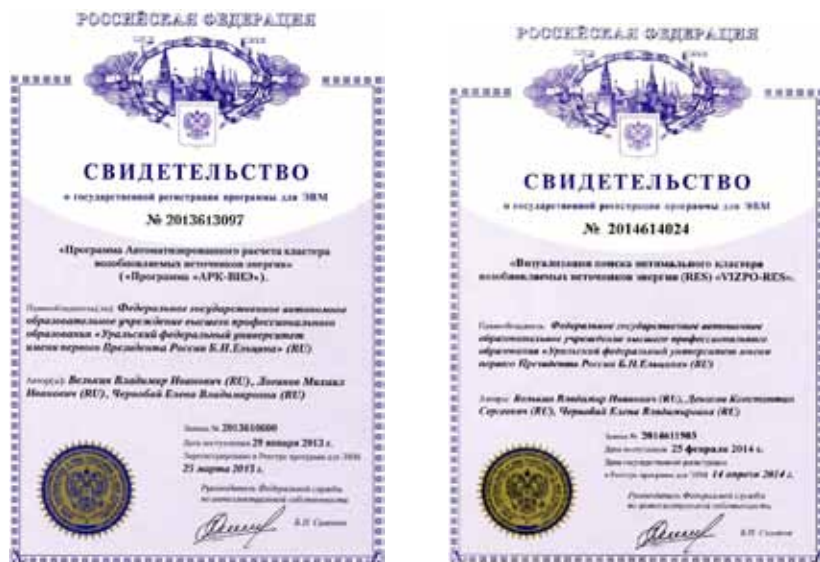 РОССИЙСКАЯ ФЕДЕРАЦИЯ
СВИДЕТЕЛЬСТВО
о государственной регистрации программы для ЭВМ
№ 2013613097
«Программа Автоматизированного расчета кластера
возобновляемых источников энергии»
(«Программа «АРК-ВИЭ»).
Правообладатель(ли): Федеральное государственное автономное
образовательное учреждение высшего профессионального
образования «Уральский федеральный университет
имени первого Президента России Б.Н.Ельцина» (RU)
Автор(ы): Велькин Владимир Иванович (RU), Логинов Михаил
Иванович (RU), Чернобай Елена Владимировна (RU)
Заявка № 2013610600
Дата поступления 29 января 2013 г.
Зарегистрировано в Реестре программ для ЭВМ
25 марта 2013 г.
Руководитель Федеральной службы
по интеллектуальной собственности
Б.П. Симонов
РОССИЙСКАЯ ФЕДЕРАЦИЯ
СВИДЕТЕЛЬСТВО
о государственной регистрации программы для ЭВМ
№ 2014614024
«Визуализация поиска оптимального кластера
возобновляемых источников энергии (RES) «VIZPO-RES».
Правообладатель: Федеральное государственное автономное
образовательное учреждение высшего профессионального
образования «Уральский федеральный университет имени
первого Президента России Б.Н.Ельцина» (RU)
Авторы: Велькин Владимир Иванович (RU), Денисов Константин
Сергеевич (RU), Чернобай Елена Владимировна (RU)
Заявка № 2014611983
Дата поступления 25 февраля 2014 г.
Дата государственной регистрации
в Реестре программ для ЭВМ 14 апреля 2014 г.
Руководитель Федеральной службы
по интеллектуальной собственности
Б.П. Симонов